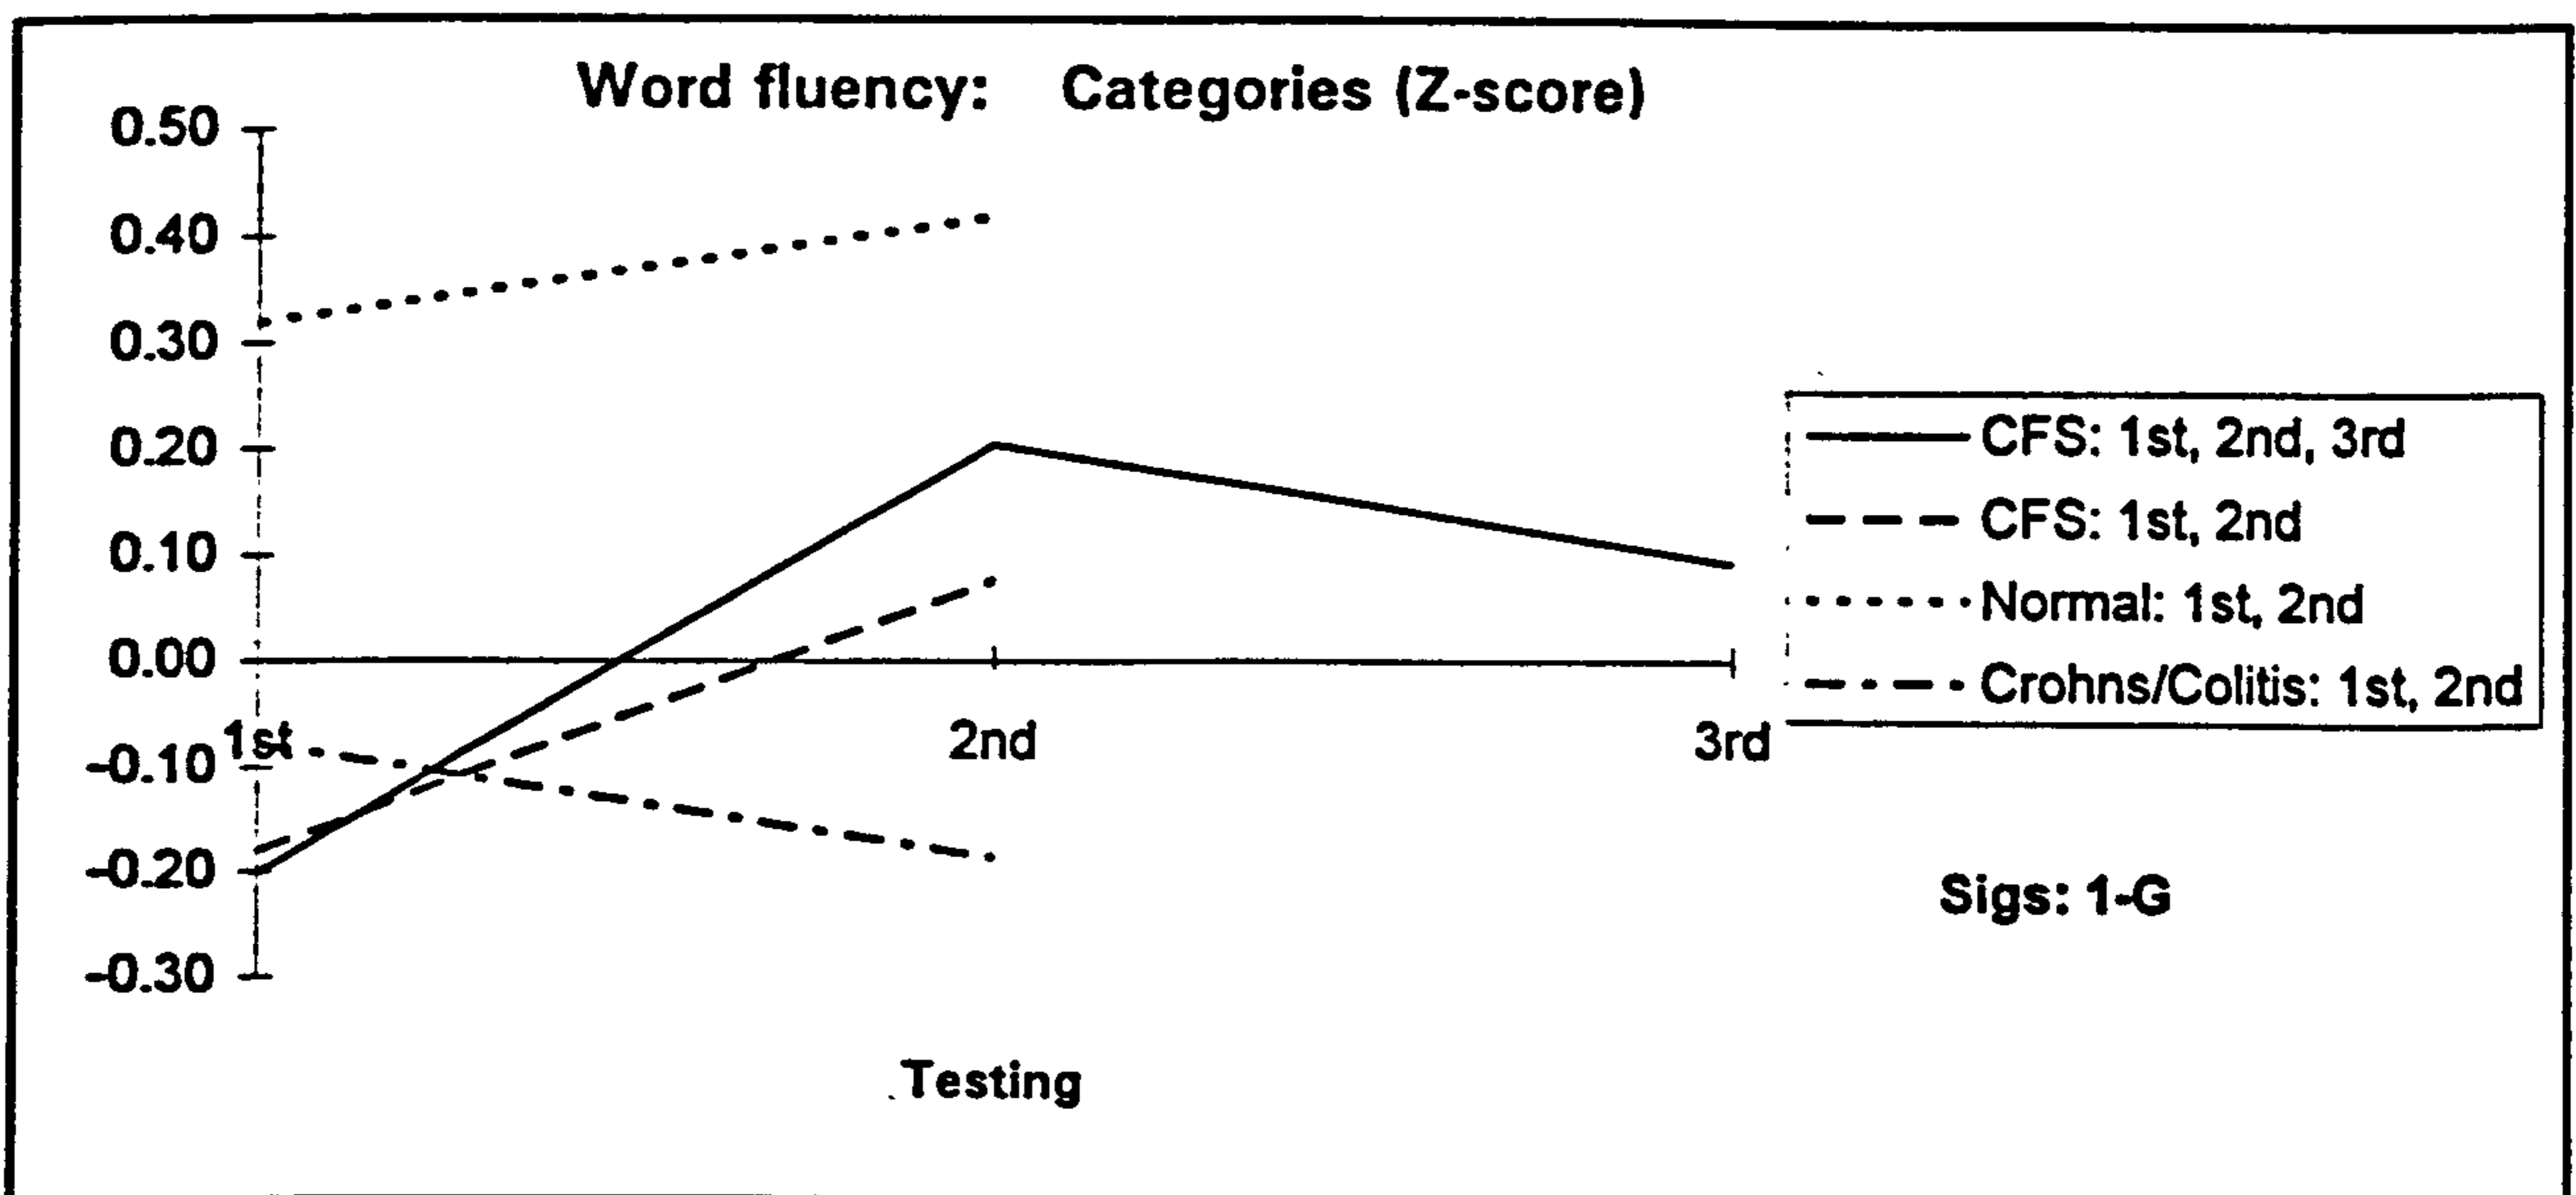 Word fluency: Categories (Z-score)
0.50
0.40
0.30
0.20
0.10
0.00
-0.10
-0.20
-0.30
1st
2nd
3rd
CFS: 1st, 2nd, 3rd
CFS: 1st, 2nd
Normal: 1st, 2nd
Crohns/Colitis: 1st, 2nd
Sigs: 1-G
Testing